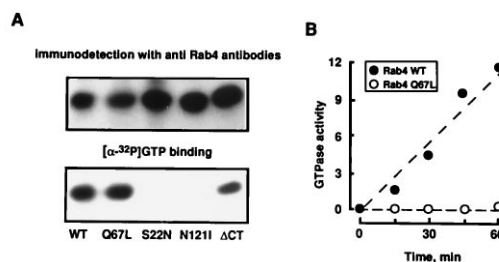 A
immunodetection with anti Rab4 antibodies
[α-³²P]GTP binding
WT Q67L S22N N121I ΔCT
B
Rab4 WT
Rab4 Q67L
GTPase activity
12
9
6
3
0
0 30 60
Time, min